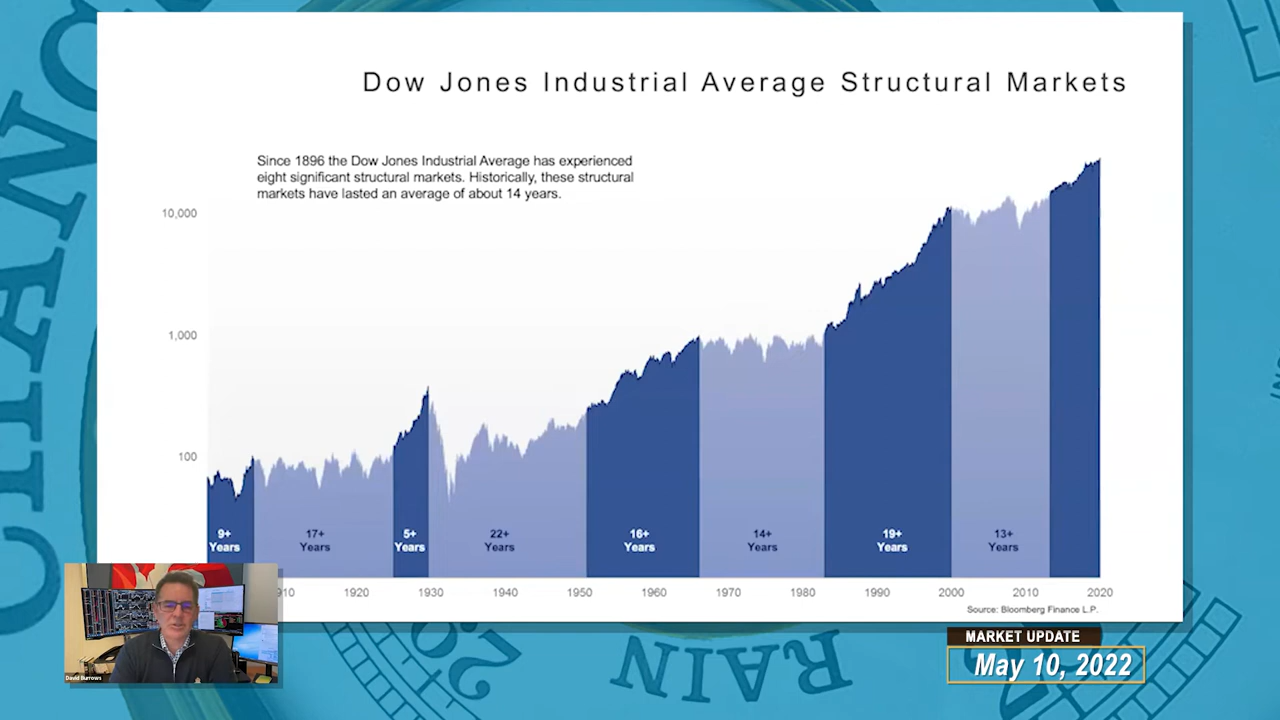 Dow Jones Industrial Average Structural Markets
Since 1896 the Dow Jones Industrial Average has experienced
eight significant structural markets. Historically, these structural
markets have lasted an average of about 14 years.
10,000
1,000
100
9+
Years
17+
Years
5+
Years
22+
Years
16+
Years
14+
Years
19+
Years
13+
Years
1920
1930
1940
1950
1960
1970
1980
1990
2000
2010
2020
Source: Bloomberg Finance L.P.
David Burrows
MARKET UPDATE
May 10, 2022
RAIN